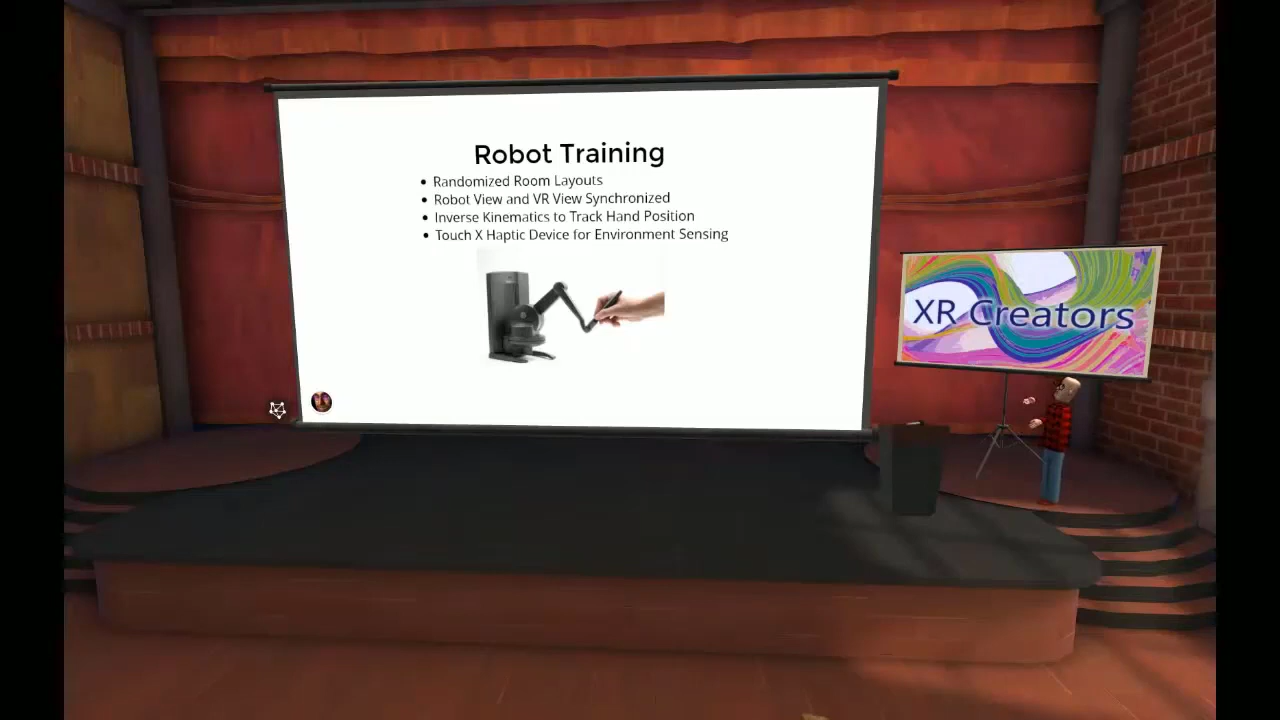 Robot Training
• Randomized Room Layouts
• Robot View and VR View Synchronized
• Inverse Kinematics to Track Hand Position
• Touch X Haptic Device for Environment Sensing
XR Creators